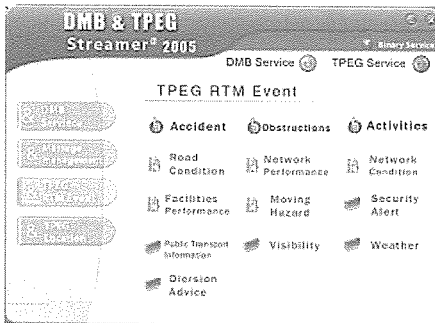 DMB & TPEG
Streamer® 2005
Binary Service
DMB Service TPEG Service
TPEG RTM Event
Accident Obstructions Activities
Road Condition Network Performance Network Condition
Facilities Performance Moving Hazard Security Alert
Public Transport Information Visibility Weather
Diersion Advice